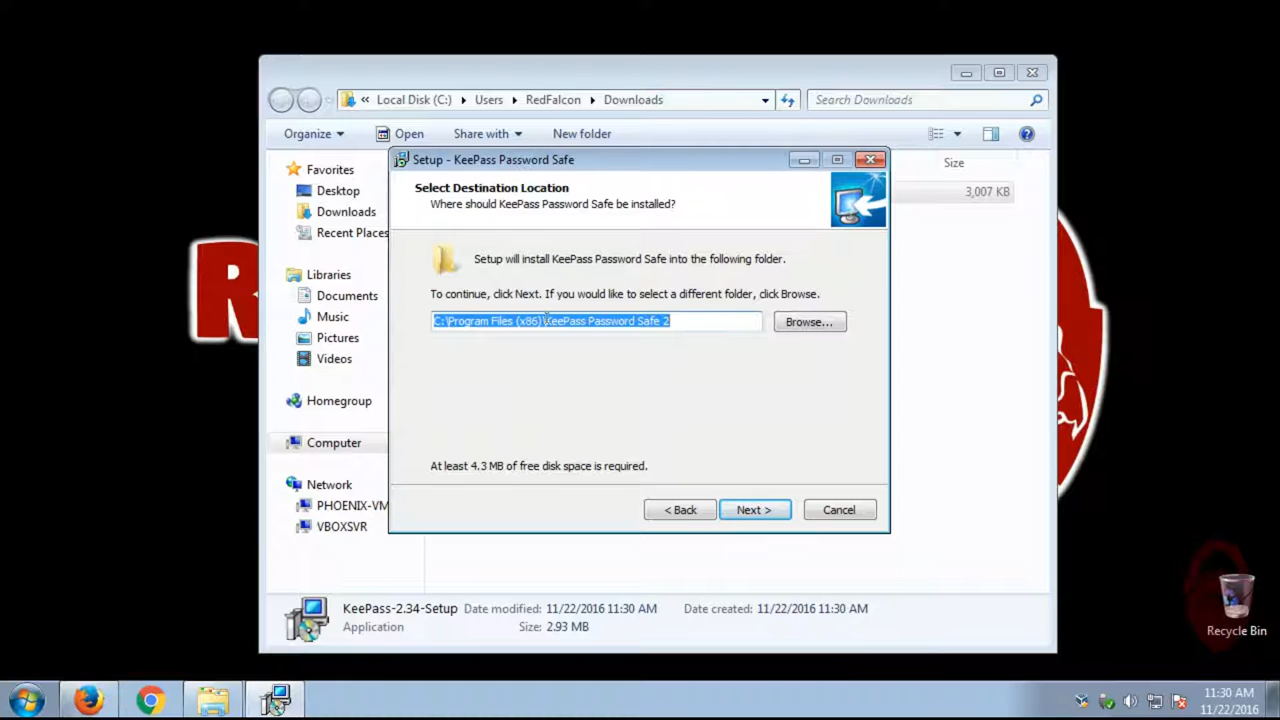 « Local Disk (C:) Users RedFalcon Downloads
Search Downloads
Organize Open Share with New folder
Setup - KeePass Password Safe
Size
Favorites
Desktop
Downloads
Recent Places
3,007 KB
Select Destination Location
Where should KeePass Password Safe be installed?
Setup will install KeePass Password Safe into the following folder.
To continue, click Next. If you would like to select a different folder, click Browse.
C:\Program Files (x86)\KeePass Password Safe 2
Browse...
Libraries
Documents
Music
Pictures
Videos
Homegroup
Computer
Network
PHOENIX-VM
VBOXSVR
At least 4.3 MB of free disk space is required.
< Back Next > Cancel
KeePass-2.34-Setup Date modified: 11/22/2016 11:30 AM Date created: 11/22/2016 11:30 AM
Application Size: 2.93 MB
R
Recycle Bin
11:30 AM
11/22/2016